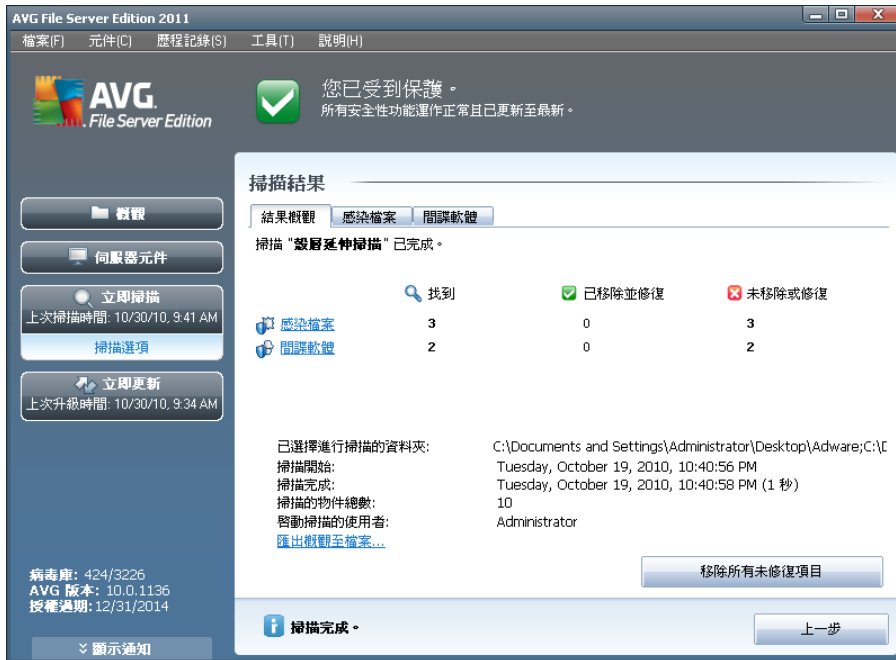 AVG File Server Edition 2011
檔案(F) 元件(C) 歷程記錄(S) 工具(T) 說明(H)
AVG.
File Server Edition
您已受到保護。
所有安全性功能運作正常且已更新至最新。
概觀
伺服器元件
立即掃描
上次掃描時間: 10/30/10, 9:41 AM
掃描選項
立即更新
上次升級時間: 10/30/10, 9:34 AM
病毒庫: 424/3226
AVG 版本: 10.0.1136
授權過期: 12/31/2014
顯示通知
掃描結果
結果概觀 感染檔案 間諜軟體
掃描 "殼層延伸掃描" 已完成。
找到 已移除並修復 未移除或修復
感染檔案 3 0 3
間諜軟體 2 0 2
已選擇進行掃描的資料夾: C:\Documents and Settings\Administrator\Desktop\Adware;C:\
掃描開始: Tuesday, October 19, 2010, 10:40:56 PM
掃描完成: Tuesday, October 19, 2010, 10:40:58 PM (1 秒)
掃描的物件總數: 10
啓動掃描的使用者: Administrator
匯出概觀至檔案...
移除所有未修復項目
掃描完成。
上一步